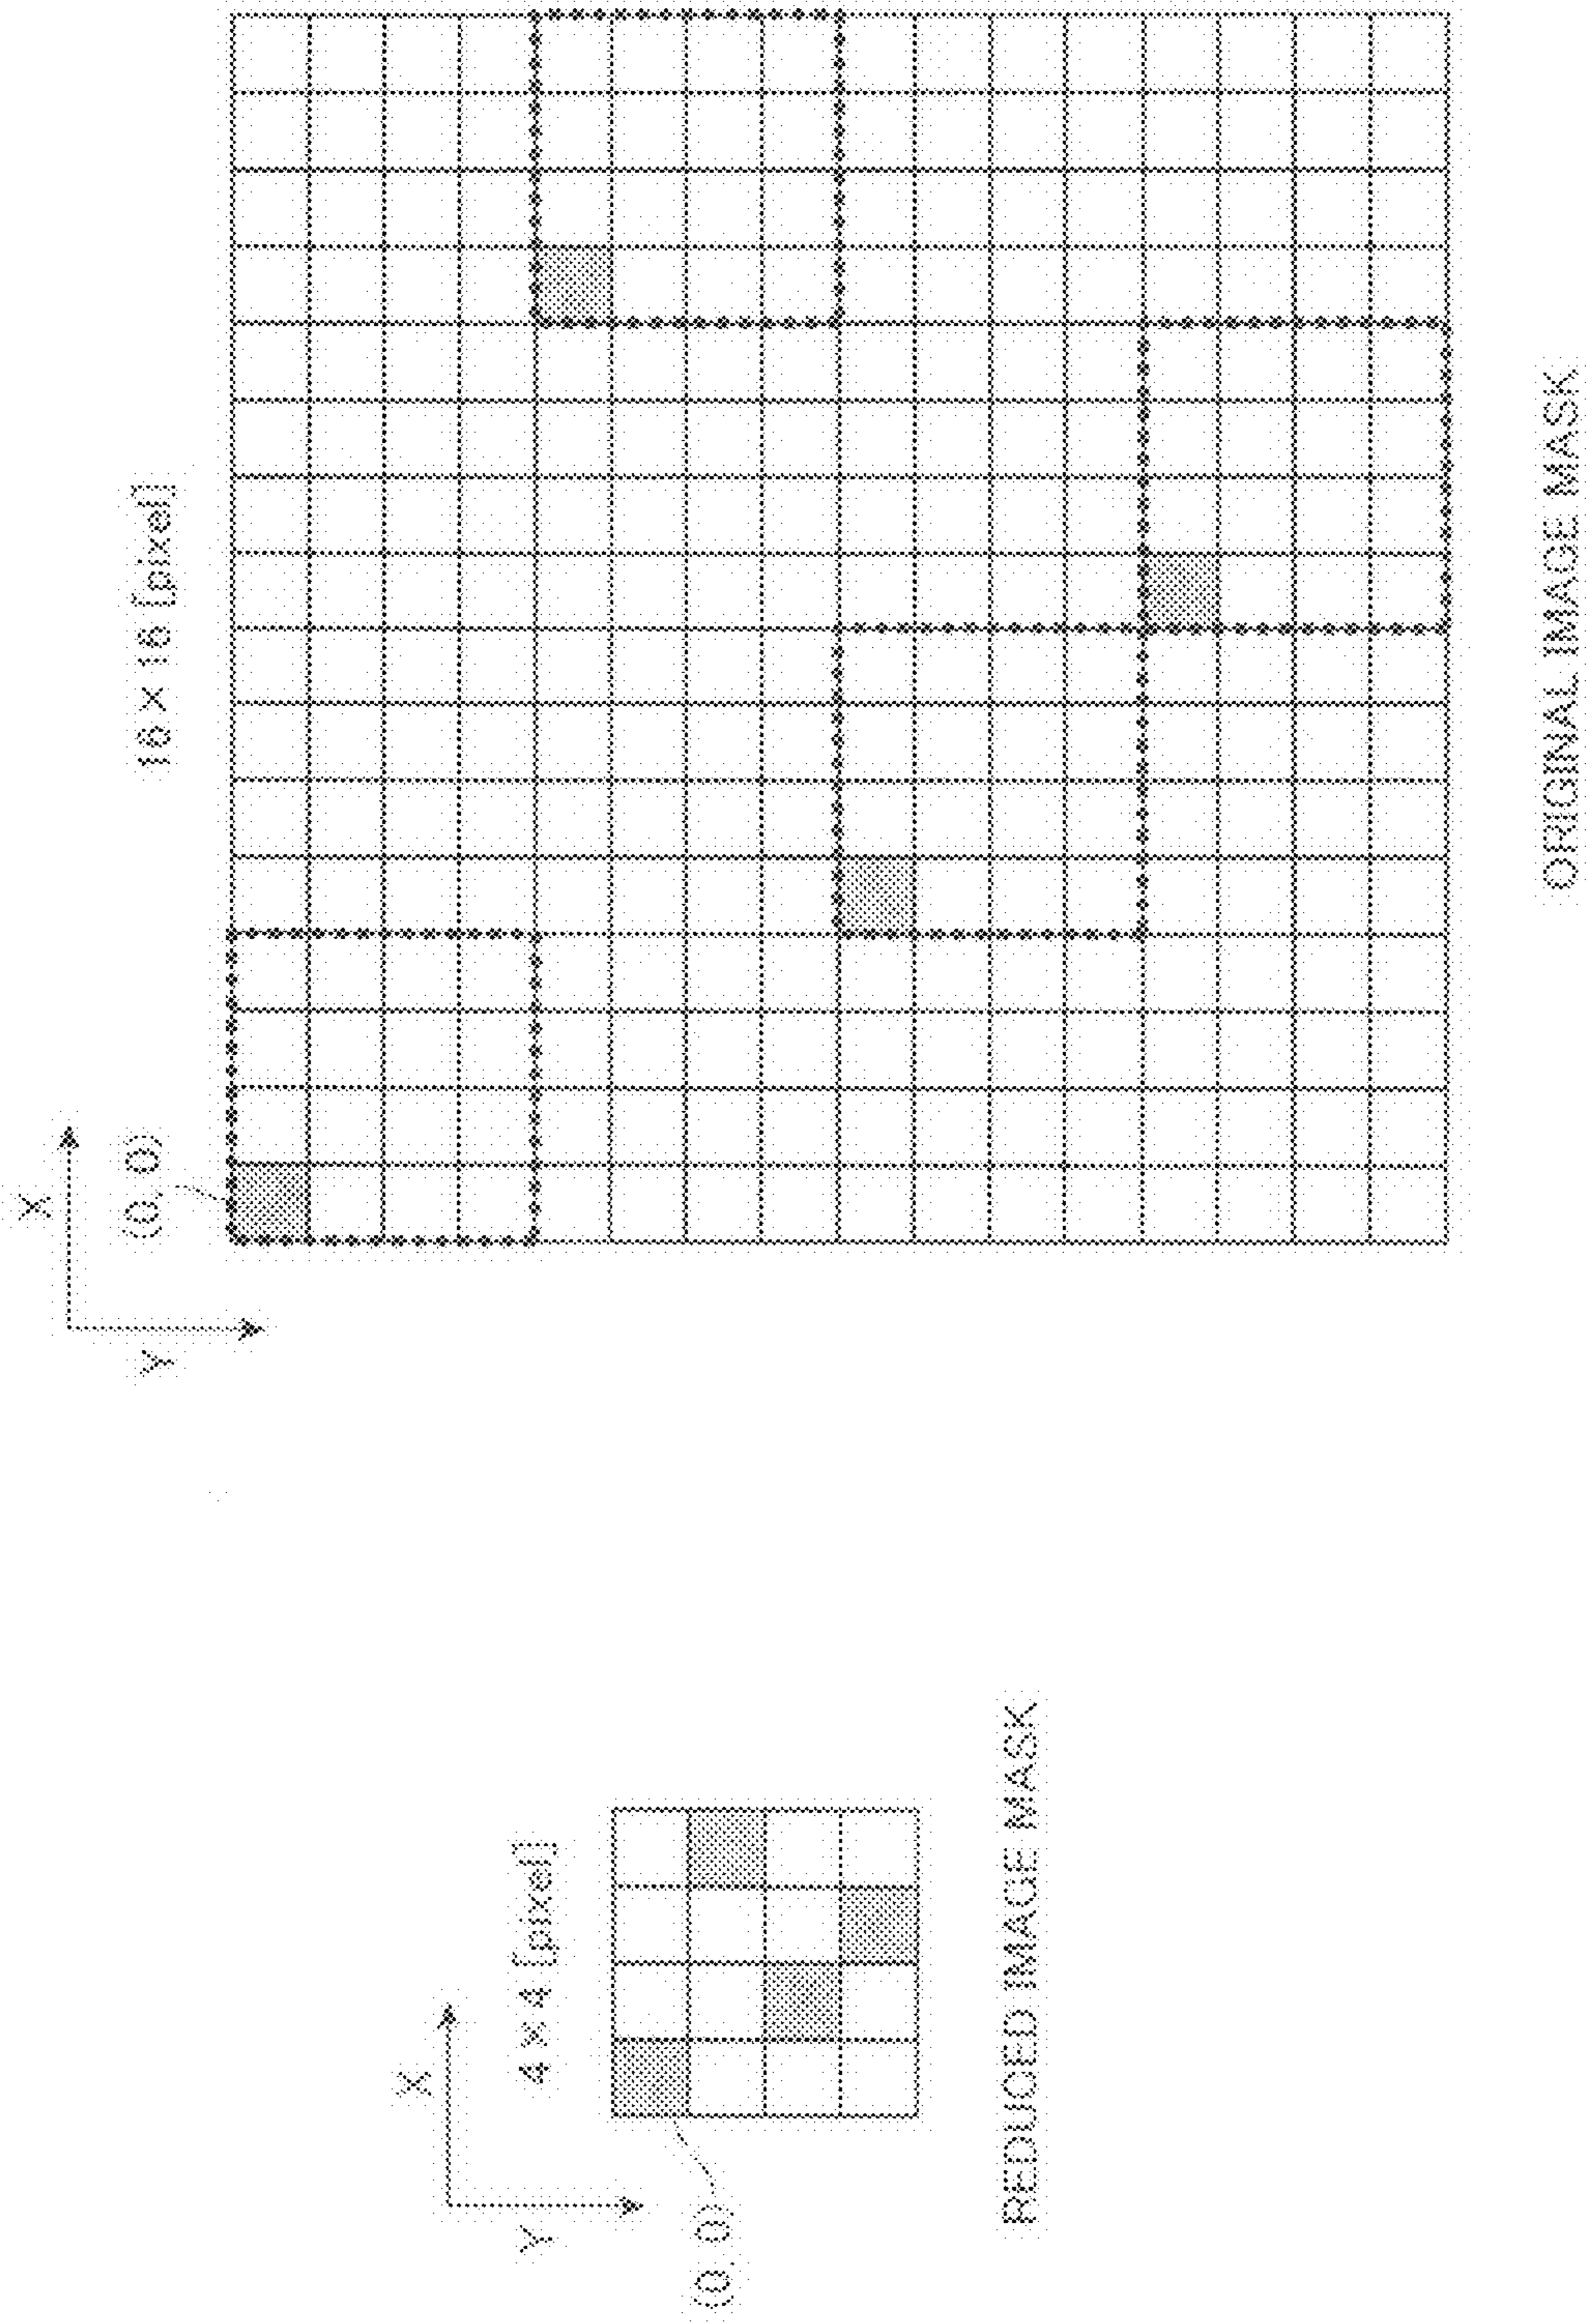 X
Y
(0, 0)
4 × 4 [pixel]
REDUCED IMAGE MASK
X
Y
(0, 0)
16 × 16 [pixel]
ORIGINAL IMAGE MASK